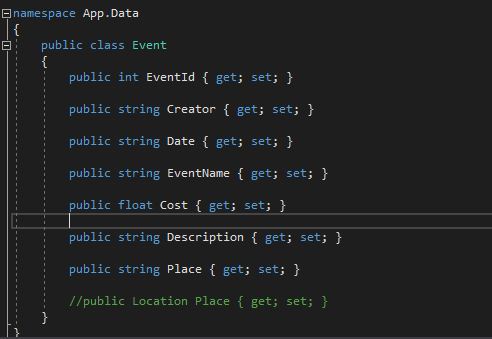 namespace App.Data
{
public class Event
{
public int EventId { get; set; }
public string Creator { get; set; }
public string Date { get; set; }
public string EventName { get; set; }
public float Cost { get; set; }
public string Description { get; set; }
public string Place { get; set; }
//public Location Place { get; set; }
}
}